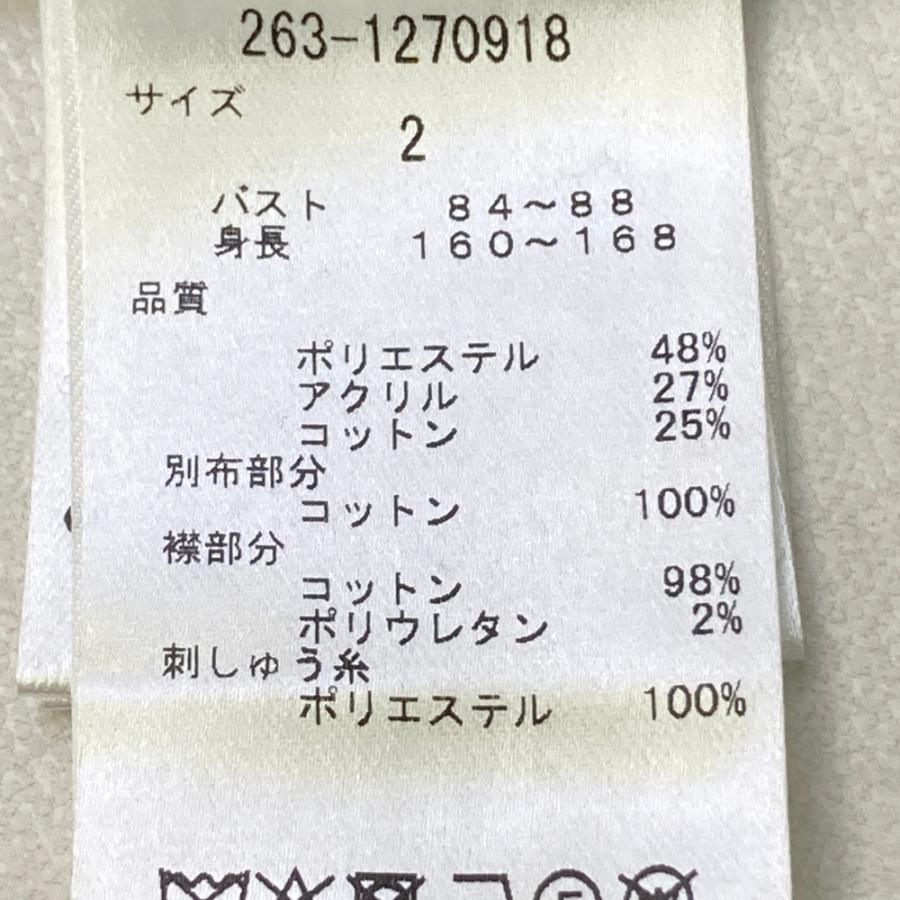 263-1270918
サイズ
2
バスト 84～88
身長 160～168
品質
ポリエステル 48%
アクリル 27%
コットン 25%
別布部分
コットン 100%
襟部分
コットン 98%
ポリウレタン 2%
刺しゅう糸
ポリエステル 100%